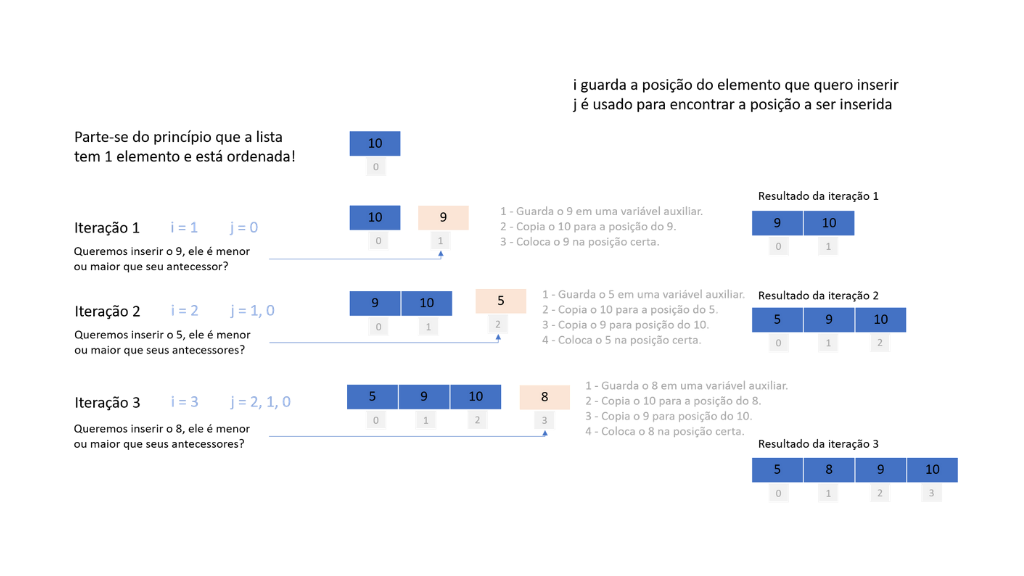 i guarda a posição do elemento que quero inserir
j é usado para encontrar a posição a ser inserida
Parte-se do princípio que a lista
tem 1 elemento e está ordenada!
10
0
Iteração 1 i = 1 j = 0
Queremos inserir o 9, ele é menor
ou maior que seu antecessor?
10 9
0 1
1 - Guarda o 9 em uma variável auxiliar.
2 - Copia o 10 para a posição do 9.
3 - Coloca o 9 na posição certa.
Resultado da iteração 1
9 10
0 1
Iteração 2 i = 2 j = 1, 0
Queremos inserir o 5, ele é menor
ou maior que seus antecessores?
9 10 5
0 1 2
1 - Guarda o 5 em uma variável auxiliar.
2 - Copia o 10 para a posição do 5.
3 - Copia o 9 para posição do 10.
4 - Coloca o 5 na posição certa.
Resultado da iteração 2
5 9 10
0 1 2
Iteração 3 i = 3 j = 2, 1, 0
Queremos inserir o 8, ele é menor
ou maior que seus antecessores?
5 9 10 8
0 1 2 3
1 - Guarda o 8 em uma variável auxiliar.
2 - Copia o 10 para a posição do 8.
3 - Copia o 9 para posição do 10.
4 - Coloca o 8 na posição certa.
Resultado da iteração 3
5 8 9 10
0 1 2 3